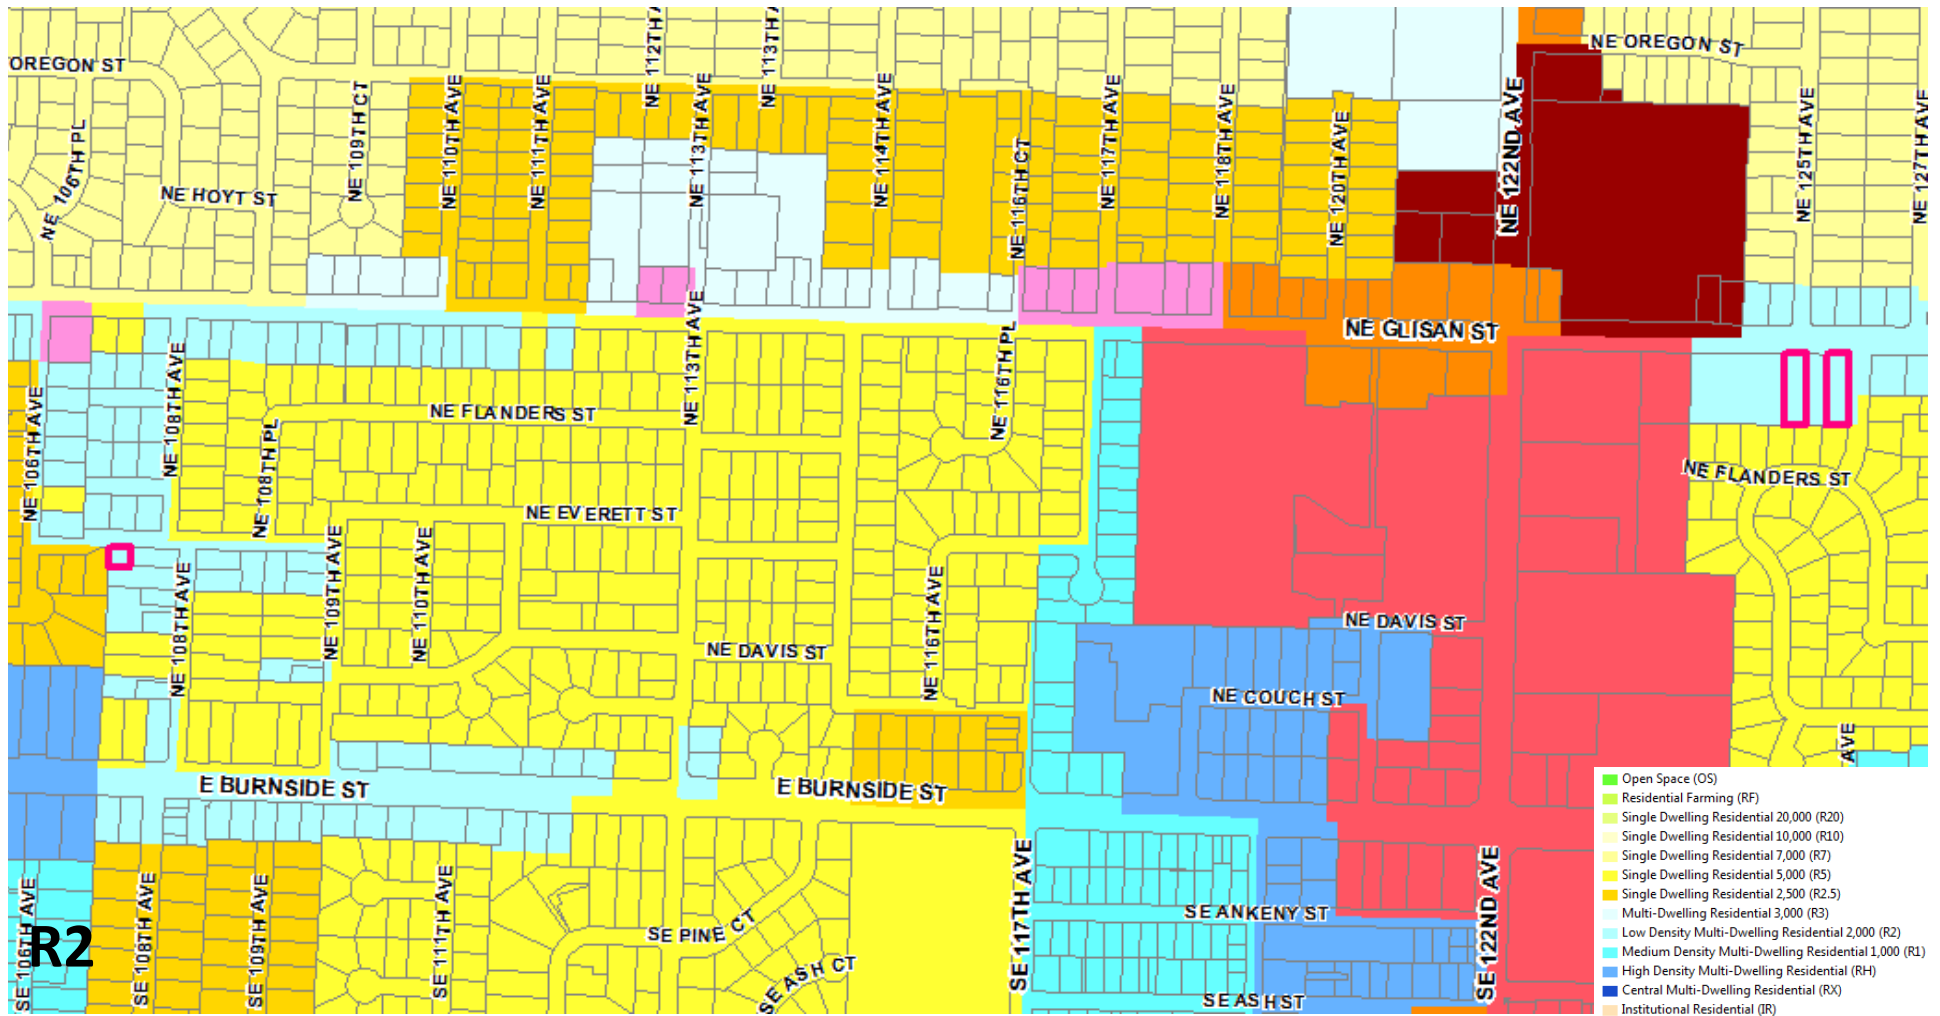 NE OREGON ST
OREGON ST
NE 112TH A
NE 113TH A
NE 106TH PL
NE HOYT ST
NE 109TH CT
NE 110TH AVE
NE 111TH AVE
NE 113TH AVE
NE 114TH AVE
NE 116TH CT
NE 117TH AVE
NE 118TH AVE
NE 120TH AVE
NE 122ND AVE
NE 125TH AVE
NE 127TH AVE
NE GLISAN ST
NE 106TH AVE
NE 108TH AVE
NE 108TH PL
NE FLANDERS ST
NE 113TH AVE
NE 116TH PL
NE FLANDERS ST
NE EVERETT ST
NE 108TH AVE
NE 109TH AVE
NE 110TH AVE
NE 116TH AVE
NE DAVIS ST
NE DAVIS ST
NE COUCH ST
AVE
E BURNSIDE ST
E BURNSIDE ST
SE 106TH AVE
SE 108TH AVE
SE 109TH AVE
SE 111TH AVE
SE PINE CT
SE ASH CT
SE 117TH AVE
SE ANKENY ST
SE ASH ST
SE 122ND AVE
R2
Open Space (OS)
Residential Farming (RF)
Single Dwelling Residential 20,000 (R20)
Single Dwelling Residential 10,000 (R10)
Single Dwelling Residential 7,000 (R7)
Single Dwelling Residential 5,000 (R5)
Single Dwelling Residential 2,500 (R2.5)
Multi-Dwelling Residential 3,000 (R3)
Low Density Multi-Dwelling Residential 2,000 (R2)
Medium Density Multi-Dwelling Residential 1,000 (R1)
High Density Multi-Dwelling Residential (RH)
Central Multi-Dwelling Residential (RX)
Institutional Residential (IR)